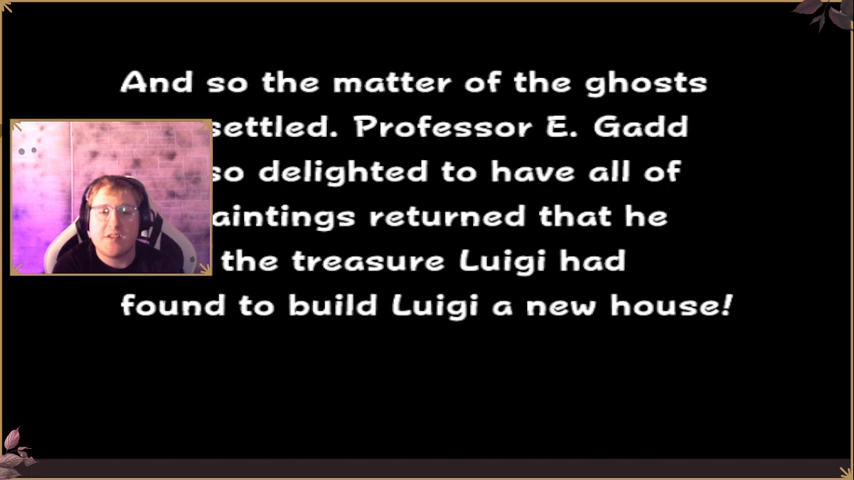 And so the matter of the ghosts
settled. Professor E. Gadd
so delighted to have all of
aintings returned that he
the treasure Luigi had
found to build Luigi a new house!